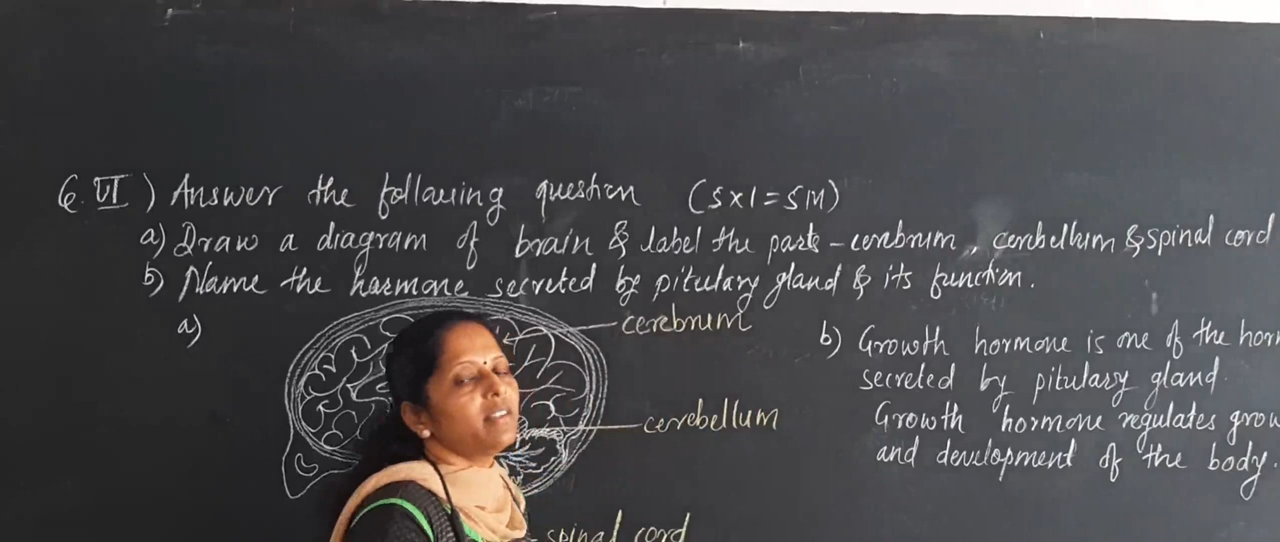 6. VI) Answer the following question (5x1=5M)
a) Draw a diagram of brain & label the parts - cerebrum, cerebellum & spinal cord
b) Name the hormone secreted by pitulary gland & its function.
a)
cerebrum
cerebellum
spinal cord
b) Growth hormone is one of the
secreted by pitulary gland.
Growth hormone regulates
and development of the body.